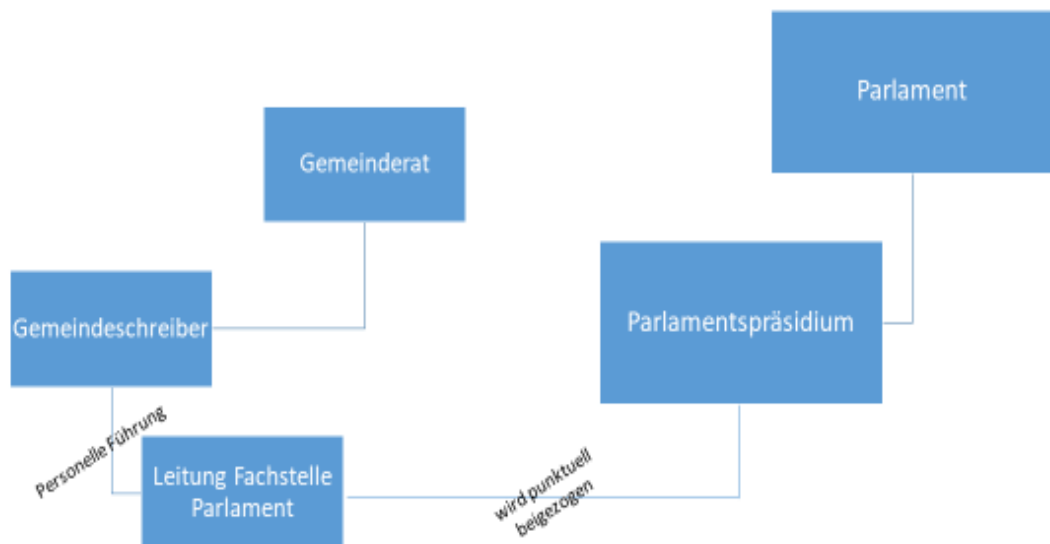 Parlament
Gemeinderat
Parlamentspräsidium
Gemeindeschreiber
Personelle Führung
Leitung Fachstelle
Parlament
wird punktuell
beigezogen